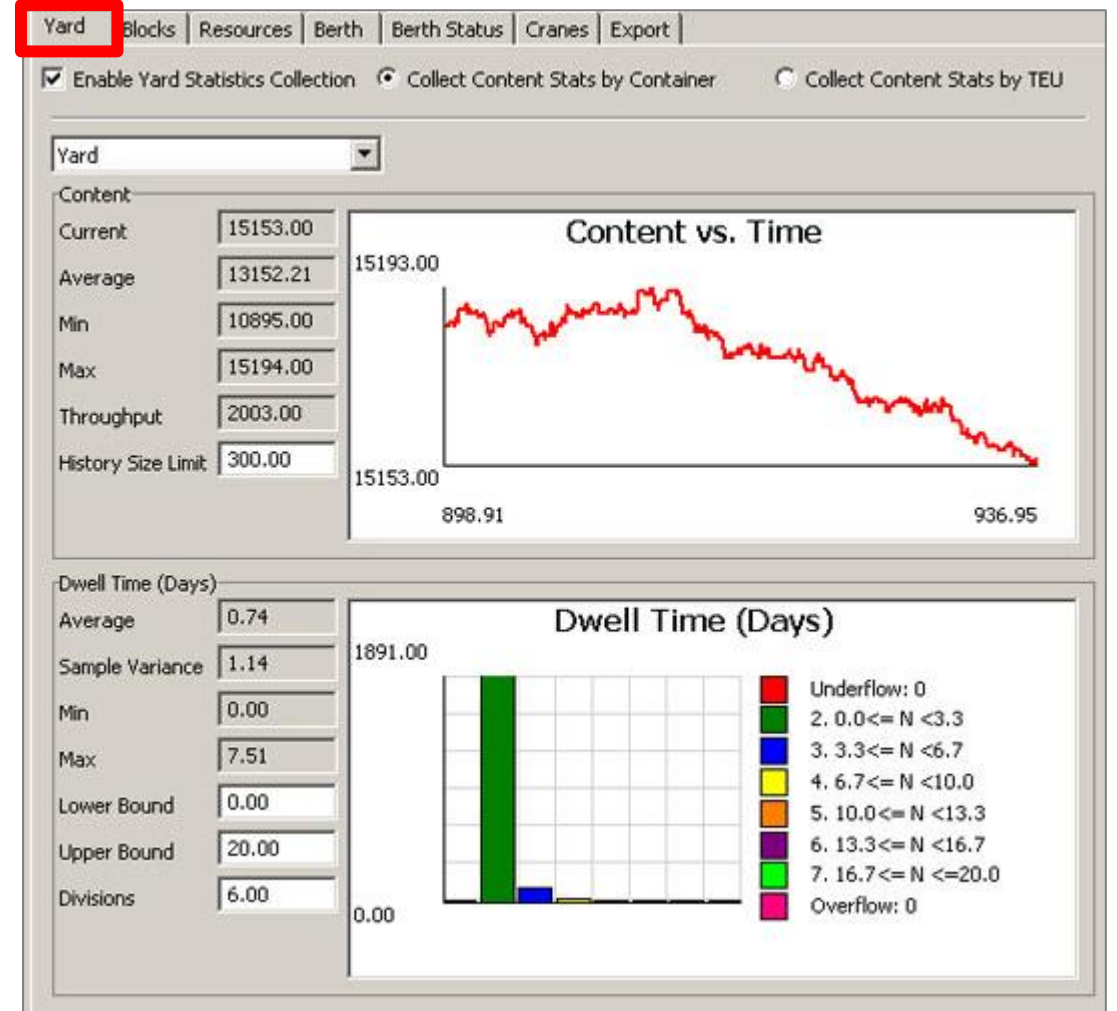 Yard Blocks Resources Berth Berth Status Cranes Export
Enable Yard Statistics Collection Collect Content Stats by Container Collect Content Stats by TEU
Yard
Content
Current 15153.00
Average 13152.21
Min 10895.00
Max 15194.00
Throughput 2003.00
History Size Limit 300.00
Content vs. Time
15193.00
15153.00
898.91 936.95
Dwell Time (Days)
Average 0.74
Sample Variance 1.14
Min 0.00
Max 7.51
Lower Bound 0.00
Upper Bound 20.00
Divisions 6.00
Dwell Time (Days)
1891.00
0.00
Underflow: 0
2. 0.0<= N <3.3
3. 3.3<= N <6.7
4. 6.7<= N <10.0
5. 10.0<= N <13.3
6. 13.3<= N <16.7
7. 16.7<= N <=20.0
Overflow: 0